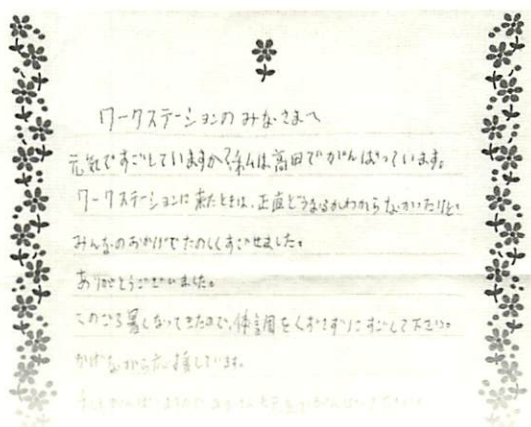 ワークステーションのみなさまへ
元気ですごしていますか?私は高田でがんばっています。
ワークステーションに来たときは、正直どうなるかわからなかったけど、
みんなのおかげでたのしくすごせました。
ありがとうございました。
このごろ暑くなってきたので、体調をくずさずにすごして下さい。
かげながら応援しています。